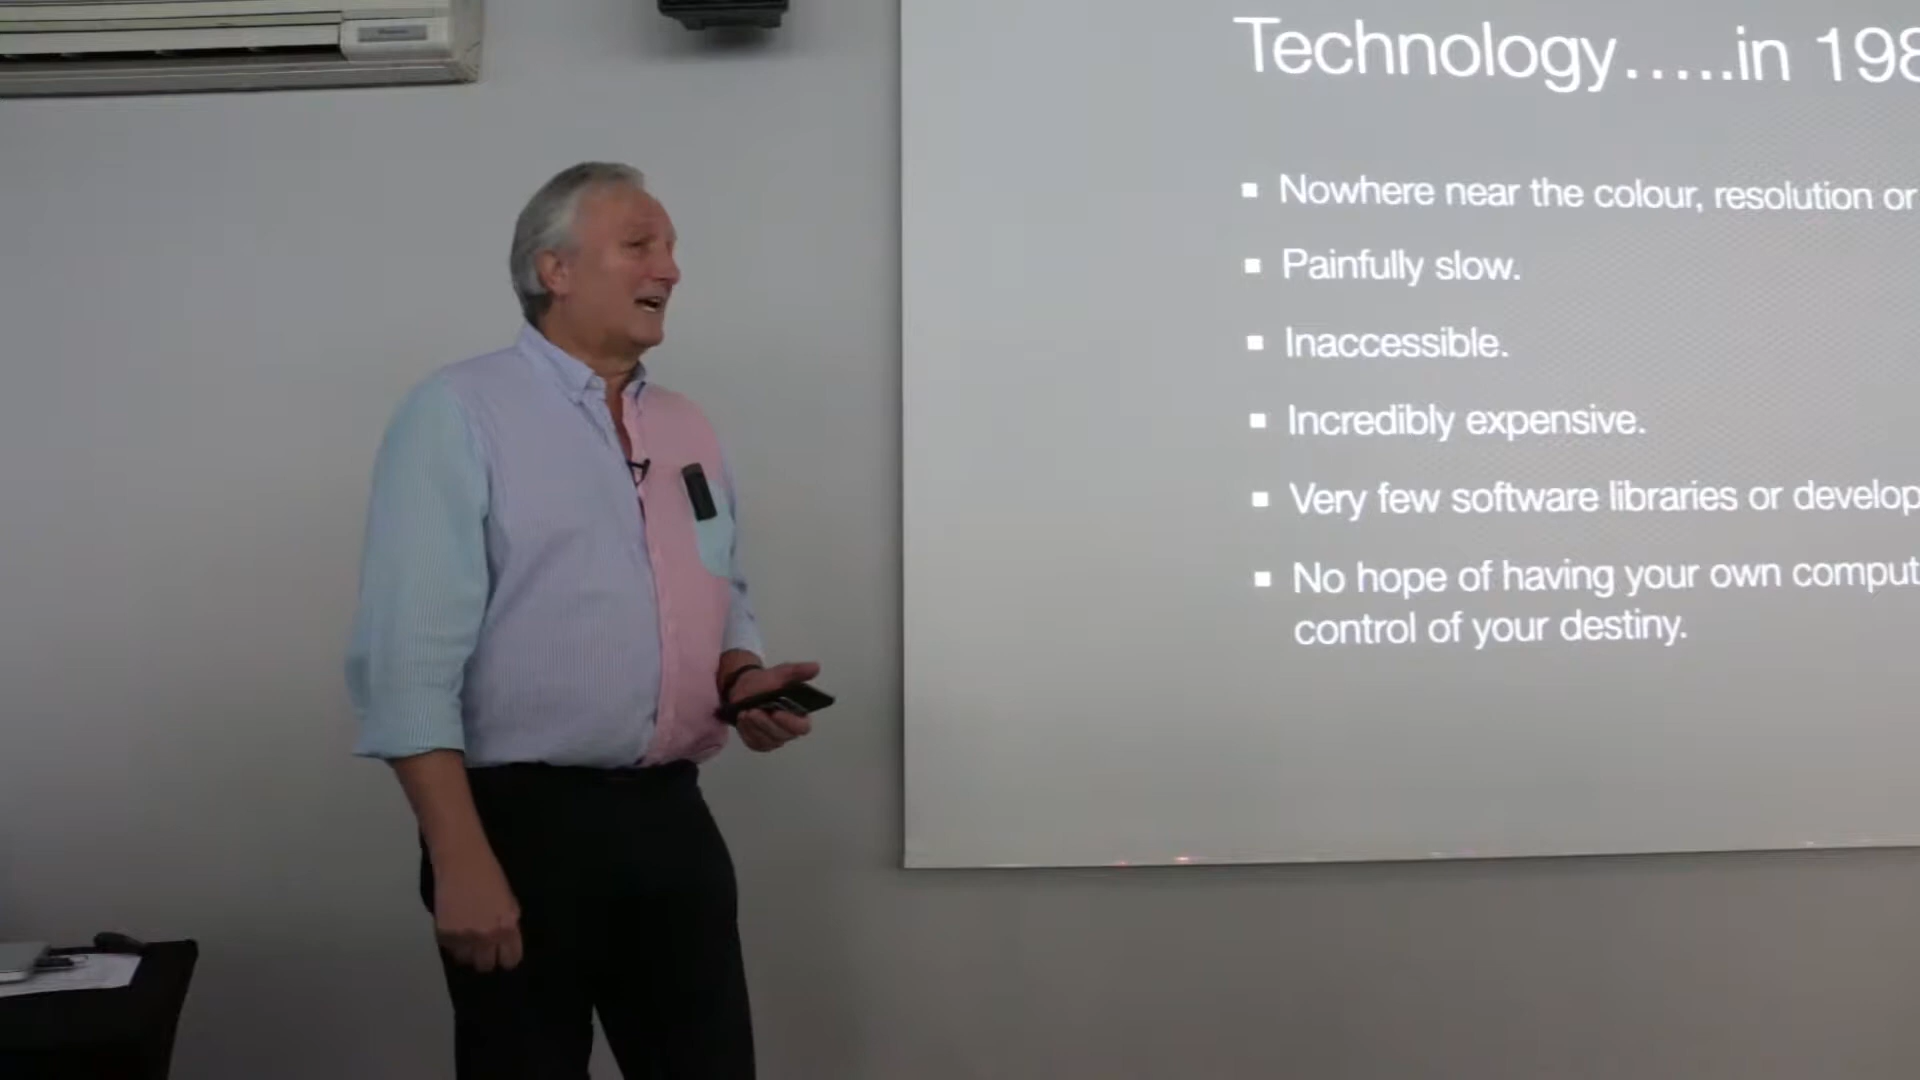 Technology.....in 198
▪ Nowhere near the colour, resolution or
▪ Painfully slow.
▪ Inaccessible.
▪ Incredibly expensive.
▪ Very few software libraries or develop
▪ No hope of having your own comput
control of your destiny.